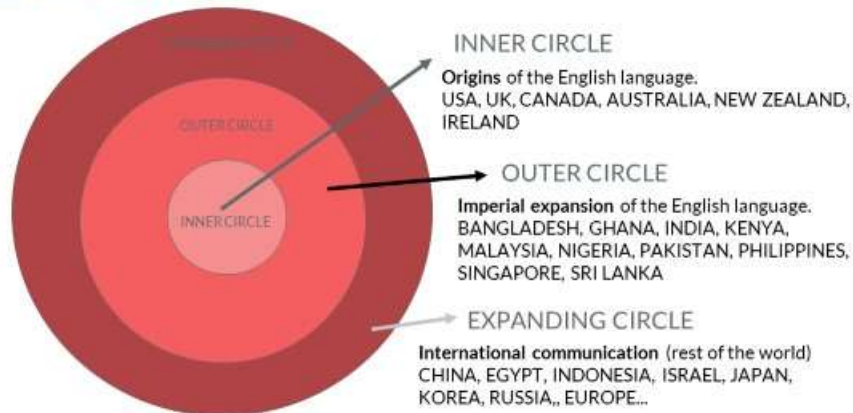 INNER CIRCLE
Origins of the English language.
USA, UK, CANADA, AUSTRALIA, NEW ZEALAND,
IRELAND
OUTER CIRCLE
OUTER CIRCLE
Imperial expansion of the English language.
BANGLADESH, GHANA, INDIA, KENYA,
MALAYSIA, NIGERIA, PAKISTAN, PHILIPPINES,
SINGAPORE, SRI LANKA
INNER CIRCLE
EXPANDING CIRCLE
International communication (rest of the world)
CHINA, EGYPT, INDONESIA, ISRAEL, JAPAN,
KOREA, RUSSIA,, EUROPE...